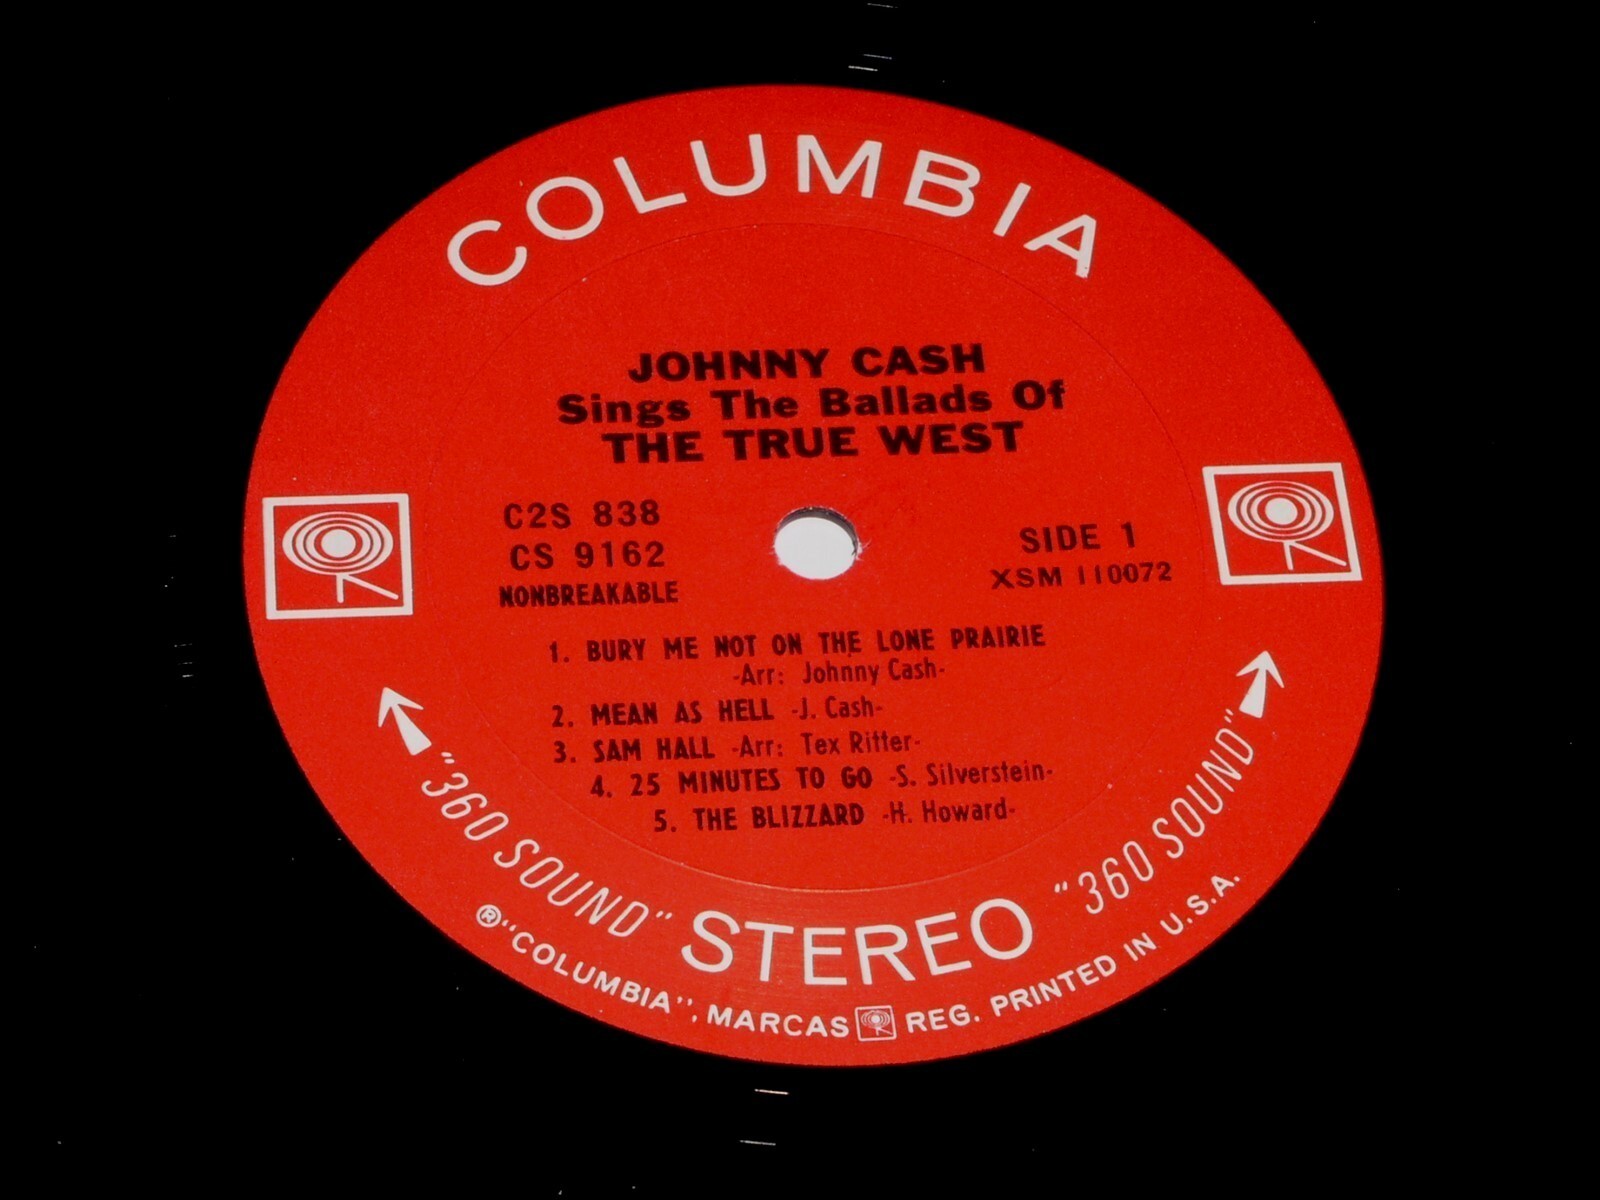 COLUMBIA
JOHNNY CASH
Sings The Ballads Of
THE TRUE WEST
C2S 838
CS 9162
NONBREAKABLE
SIDE 1
XSM 110072
1. BURY ME NOT ON THE LONE PRAIRIE
-Arr: Johnny Cash-
2. MEAN AS HELL -J. Cash-
3. SAM HALL -Arr: Tex Ritter-
4. 25 MINUTES TO GO -S. Silverstein-
5. THE BLIZZARD -H. Howard-
"360 SOUND" STEREO "360 SOUND"
®"COLUMBIA", MARCAS REG. PRINTED IN U.S.A.